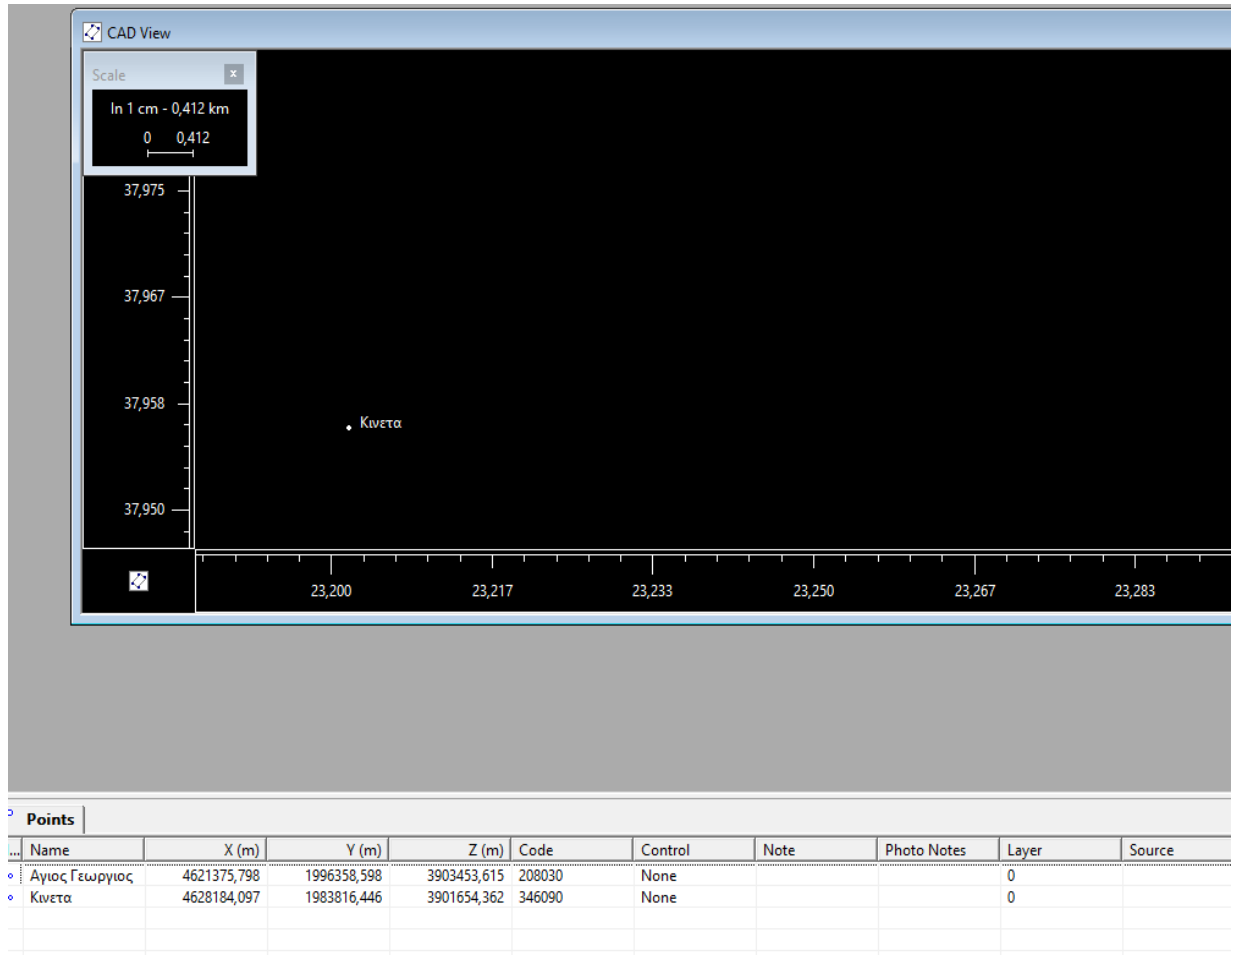 CAD View
Scale x
In 1 cm - 0,412 km
0 0,412
37,975
37,967
37,958
Κινετα
37,950
23,200 23,217 23,233 23,250 23,267 23,283
Points
... Name X (m) Y (m) Z (m) Code Control Note Photo Notes Layer Source
Αγιος Γεωργιος 4621375,798 1996358,598 3903453,615 208030 None 0
Κινετα 4628184,097 1983816,446 3901654,362 346090 None 0